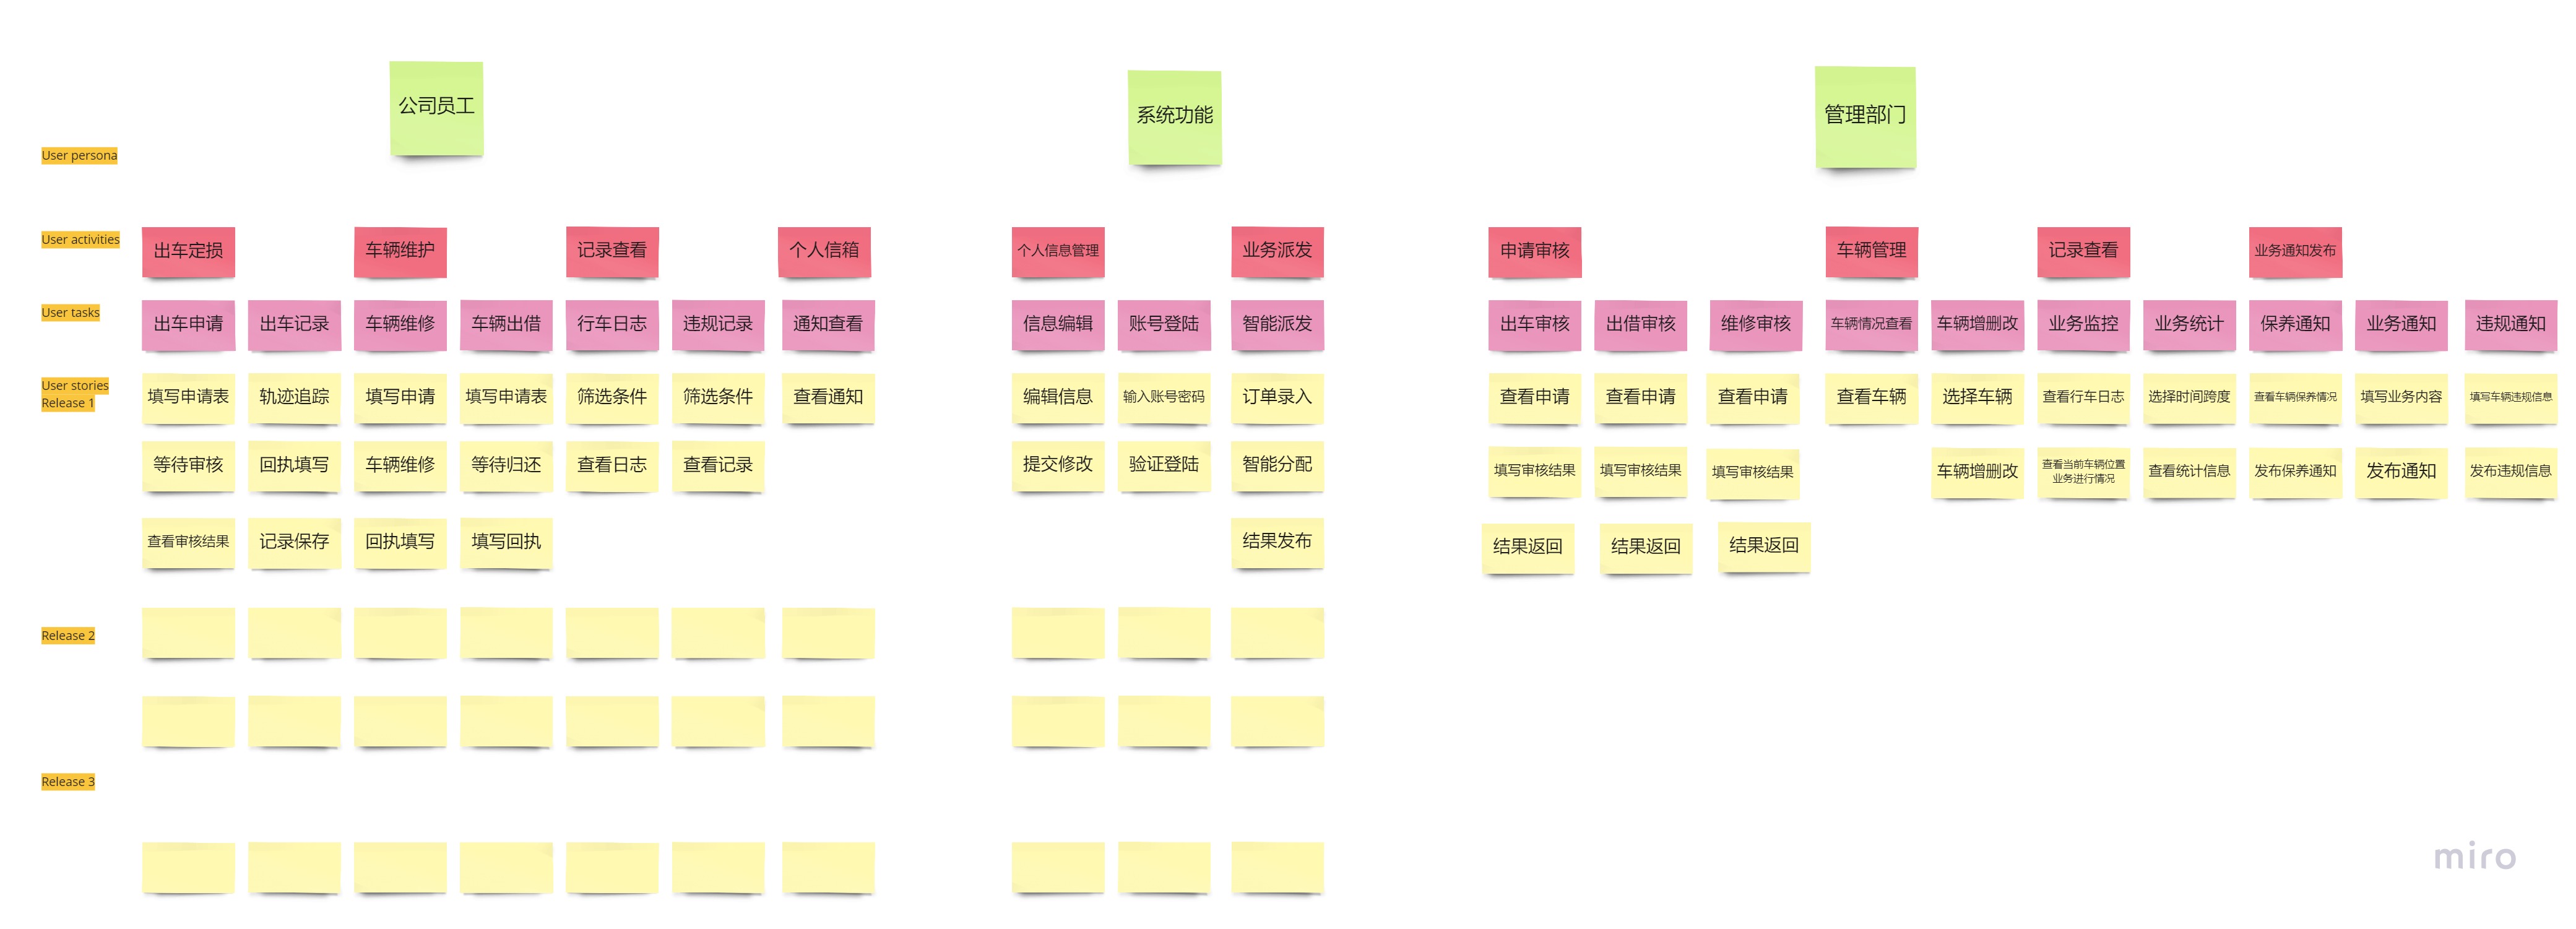 公司员工
系统功能
管理部门
User persona
User activities
出车定损
车辆维护
记录查看
个人信箱
个人信息管理
业务派发
申请审核
车辆管理
记录查看
业务通知发布
User tasks
出车申请
出车记录
车辆维修
车辆出借
行车日志
违规记录
通知查看
信息编辑
账号登陆
智能派发
出车审核
出借审核
维修审核
车辆情况查看
车辆增删改
业务监控
业务统计
保养通知
业务通知
违规通知
User stories
Release 1
填写申请表
轨迹追踪
填写申请
填写申请表
筛选条件
筛选条件
查看通知
编辑信息
输入账号密码
订单录入
查看申请
查看申请
查看申请
查看车辆
选择车辆
查看行车日志
选择时间跨度
查看车辆保养情况
填写业务内容
填写车辆违规信息
等待审核
回执填写
车辆维修
等待归还
查看日志
查看记录
提交修改
验证登陆
智能分配
填写审核结果
填写审核结果
填写审核结果
车辆增删改
查看当前车辆位置
业务进行情况
查看统计信息
发布保养通知
发布通知
发布违规信息
查看审核结果
记录保存
回执填写
填写回执
结果发布
结果返回
结果返回
结果返回
Release 2
Release 3
miro